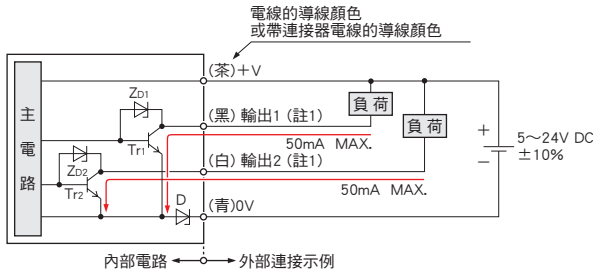 電線的導線顏色
或帶連接器電線的導線顏色
(茶)+V
ZD1
主電路
(黑) 輸出1 (註1)
負荷
負荷
50mA MAX.
Tr1
+
5~24V DC
±10%
−
ZD2
(白) 輸出2 (註1)
Tr2
50mA MAX.
D
(青)0V
內部電路
外部連接示例